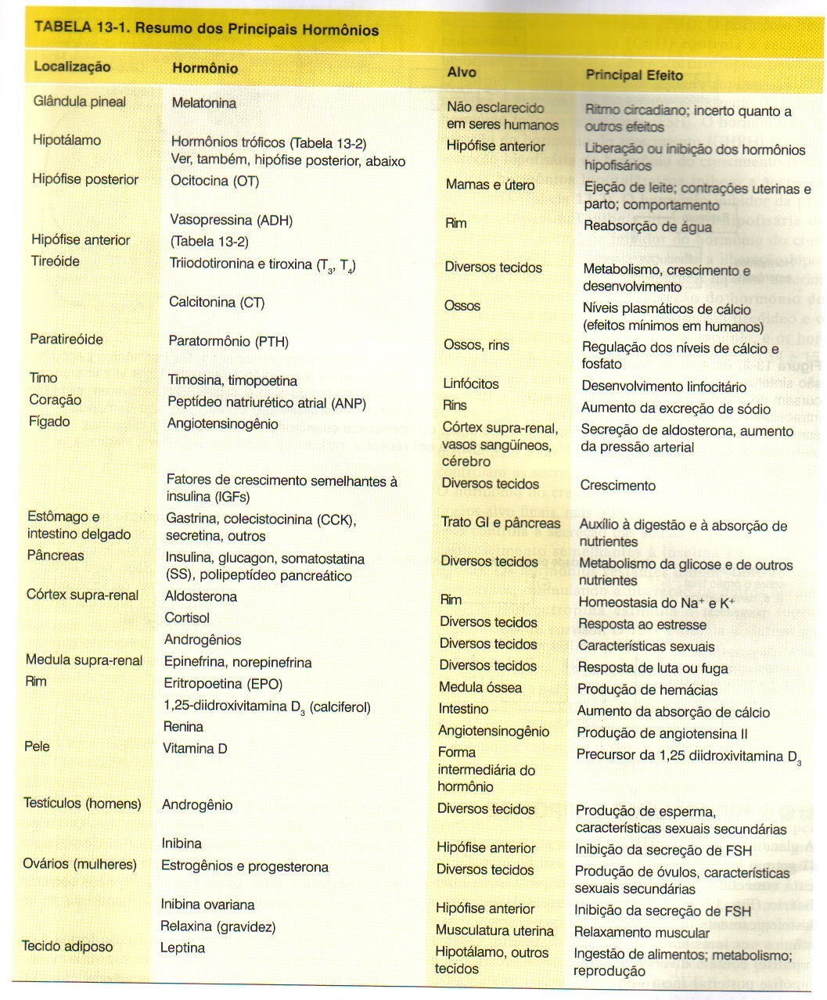 TABELA 13-1. Resumo dos Principais Hormônios
Localização Hormônio Alvo Principal Efeito
Glândula pineal Melatonina Não esclarecido Ritmo circadiano; incerto quanto a
em seres humanos outros efeitos
Hipotálamo Hormônios tróficos (Tabela 13-2) Hipófise anterior Liberação ou inibição dos hormônios
Ver, também, hipófise posterior, abaixo hipofisários
Hipófise posterior Ocitocina (OT) Mamas e útero Ejeção de leite; contrações uterinas e
parto; comportamento
Vasopressina (ADH) Rim Reabsorção de água
Hipófise anterior (Tabela 13-2)
Tireóide Triiodotironina e tiroxina (T3, T4) Diversos tecidos Metabolismo, crescimento e
desenvolvimento
Calcitonina (CT) Ossos Níveis plasmáticos de cálcio
(efeitos mínimos em humanos)
Paratireóide Paratormônio (PTH) Ossos, rins Regulação dos níveis de cálcio e
fosfato
Timo Timosina, timopoetina Linfócitos Desenvolvimento linfocitário
Coração Peptídeo natriurético atrial (ANP) Rins Aumento da excreção de sódio
Fígado Angiotensinogênio Córtex supra-renal, Secreção de aldosterona, aumento
vasos sangüíneos, da pressão arterial
cérebro
Fatores de crescimento semelhantes à Diversos tecidos Crescimento
insulina (IGFs)
Estômago e Gastrina, colecistocinina (CCK), Trato GI e pâncreas Auxílio à digestão e à absorção de
intestino delgado secretina, outros nutrientes
Pâncreas Insulina, glucagon, somatostatina Diversos tecidos Metabolismo da glicose e de outros
(SS), polipeptídeo pancreático nutrientes
Córtex supra-renal Aldosterona Rim Homeostasia do Na+ e K+
Cortisol Diversos tecidos Resposta ao estresse
Androgênios Diversos tecidos Características sexuais
Medula supra-renal Epinefrina, norepinefrina Diversos tecidos Resposta de luta ou fuga
Rim Eritropoetina (EPO) Medula óssea Produção de hemácias
1,25-diidroxivitamina D3 (calciferol) Intestino Aumento da absorção de cálcio
Renina Angiotensinogênio Produção de angiotensina II
Pele Vitamina D Forma Precursor da 1,25 diidroxivitamina D3
intermediária do
hormônio
Testículos (homens) Androgênio Diversos tecidos Produção de esperma,
características sexuais secundárias
Inibina Hipófise anterior Inibição da secreção de FSH
Ovários (mulheres) Estrogênios e progesterona Diversos tecidos Produção de óvulos, características
sexuais secundárias
Inibina ovariana Hipófise anterior Inibição da secreção de FSH
Relaxina (gravidez) Musculatura uterina Relaxamento muscular
Tecido adiposo Leptina Hipotálamo, outros Ingestão de alimentos; metabolismo;
tecidos reprodução